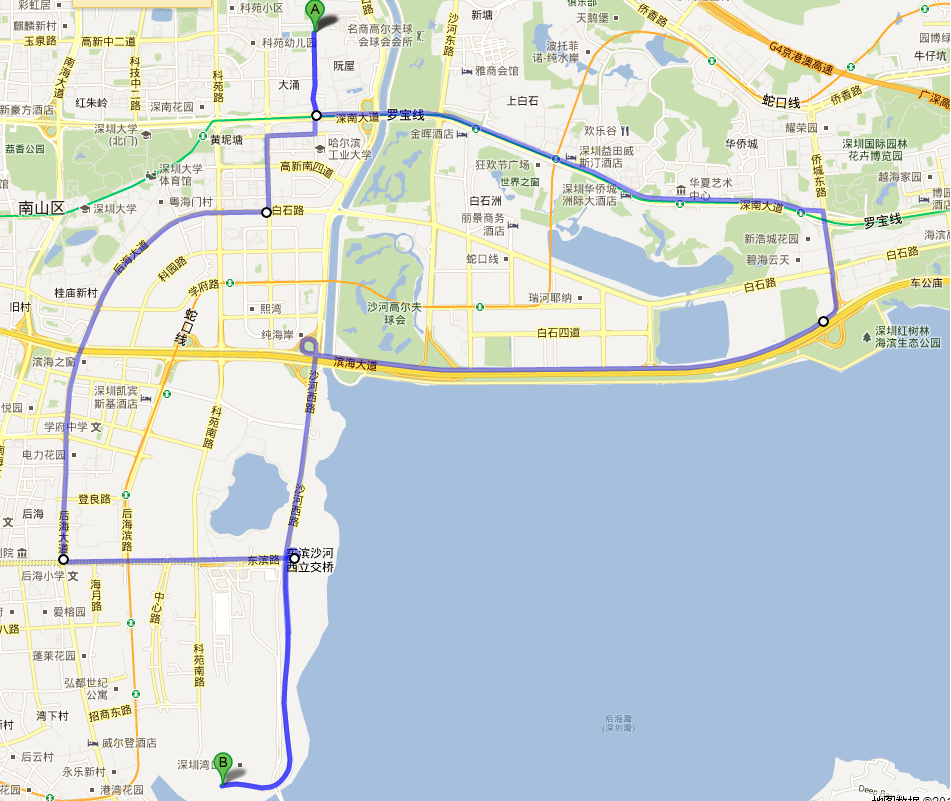 彩虹居
科苑小区
A
麒麟新村
玉泉路
高新中二道
科苑幼儿园
名商高尔夫球
会球会会所
沙河东路
新塘
天鹅堡
侨香路
G4京港澳高速
园博
牛仔坑
广深高
南海大道
科技中二路
科苑路
阮屋
大涌
波托菲
诺·纯水岸
雅商会馆
上白石
蛇口线
侨香路
红朱岭
新豪方酒店
深南花园
深南大道
罗宝线
耀荣园
深圳大学
(北门)
黄坭塘
金晖酒店
欢乐谷
华侨城
荔香公园
哈尔滨
工业大学
狂欢节广场
深圳益田威
斯汀酒店
侨城东路
深圳国际园林
花卉博览园
深圳大学
体育馆
高新南四道
世界之窗
深圳华侨城
洲际大酒店
华夏艺术
中心
越海家园
粤海门村
白石洲
南山区
深圳大学
白石路
丽景商务
酒店
深南大道
罗宝线
后海大道
科园路
新浩城花园
碧海云天
白石路
蛇口线
桂庙新村
学府路
瑞河耶纳
白石路
车公庙
旧村
熙湾
蛇口线
沙河高尔夫
球会
纯海岸
白石四道
深圳红树林
海滨生态公园
滨海之窗
滨海大道
沙河西路
深圳凯宾
斯基酒店
悦园
科苑南路
学府中学
电力花园
登良路
沙河西路
后海
后海大道
后海滨路
东滨路
东滨沙河
西立交桥
后海小学
海月路
中心路
爱榕园
八路
蓬莱花园
科苑南路
弘都世纪
公寓
湾下村
招商东路
后海灣
(深圳灣)
威尔登酒店
后云村
深圳湾
B
永乐新村
港湾花园
Deep Ba
地图数据 ©20